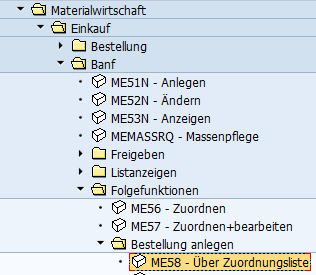 Materialwirtschaft
Einkauf
Bestellung
Banf
ME51N - Anlegen
ME52N - Ändern
ME53N - Anzeigen
MEMASSRQ - Massenpflege
Freigeben
Listanzeigen
Folgefunktionen
ME56 - Zuordnen
ME57 - Zuordnen+bearbeiten
Bestellung anlegen
ME58 - Über Zuordnungsliste